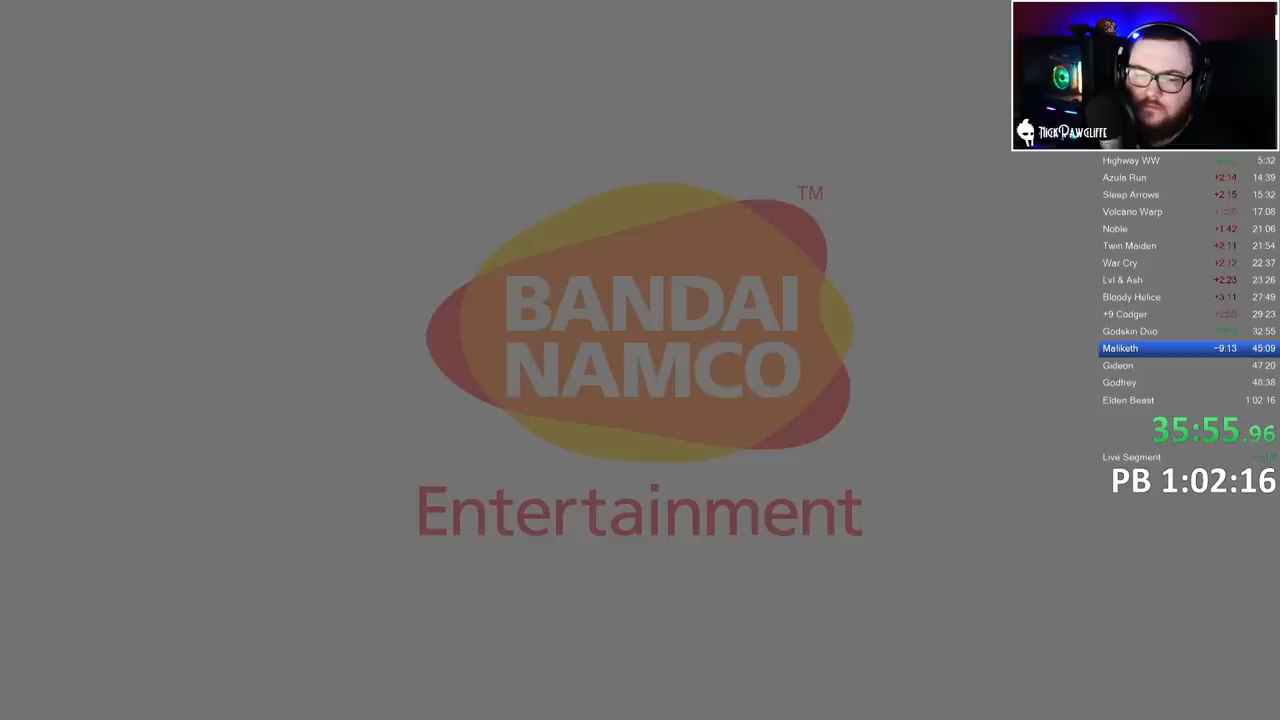 NickRawcliffe
Highway WW 5:32
Azula Run +2:14 14:39
Sleep Arrows +2:15 15:32
Volcano Warp 17:08
Noble +1:42 21:06
Twin Maiden +2:11 21:54
War Cry +2:12 22:37
Lvl & Ash +2:23 23:26
Bloody Helice +3:11 27:49
+9 Codger 29:23
Godskin Duo 32:55
Maliketh −9:13 45:09
Gideon 47:20
Godfrey 48:38
Elden Beast 1:02:16
35:55.96
Live Segment
PB 1:02:16
TM
BANDAI
NAMCO
Entertainment